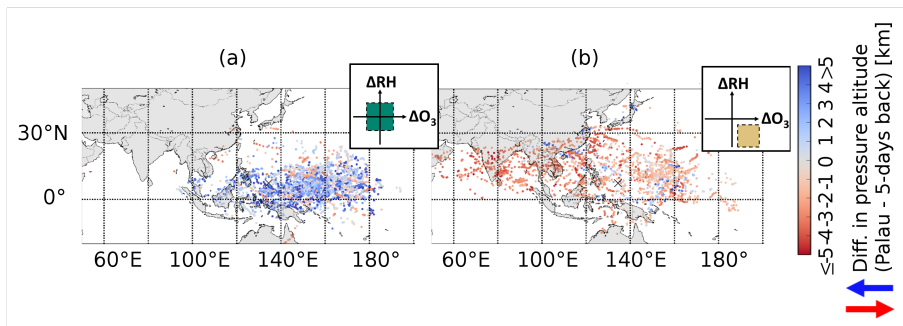 (a)
(b)
ΔRH
ΔO₃
ΔRH
ΔO₃
30°N
0°
60°E
100°E
140°E
180°
60°E
100°E
140°E
180°
≤-5-4-3-2-1 0 1 2 3 4 >5
Diff. in pressure altitude
(Palau - 5-days back) [km]